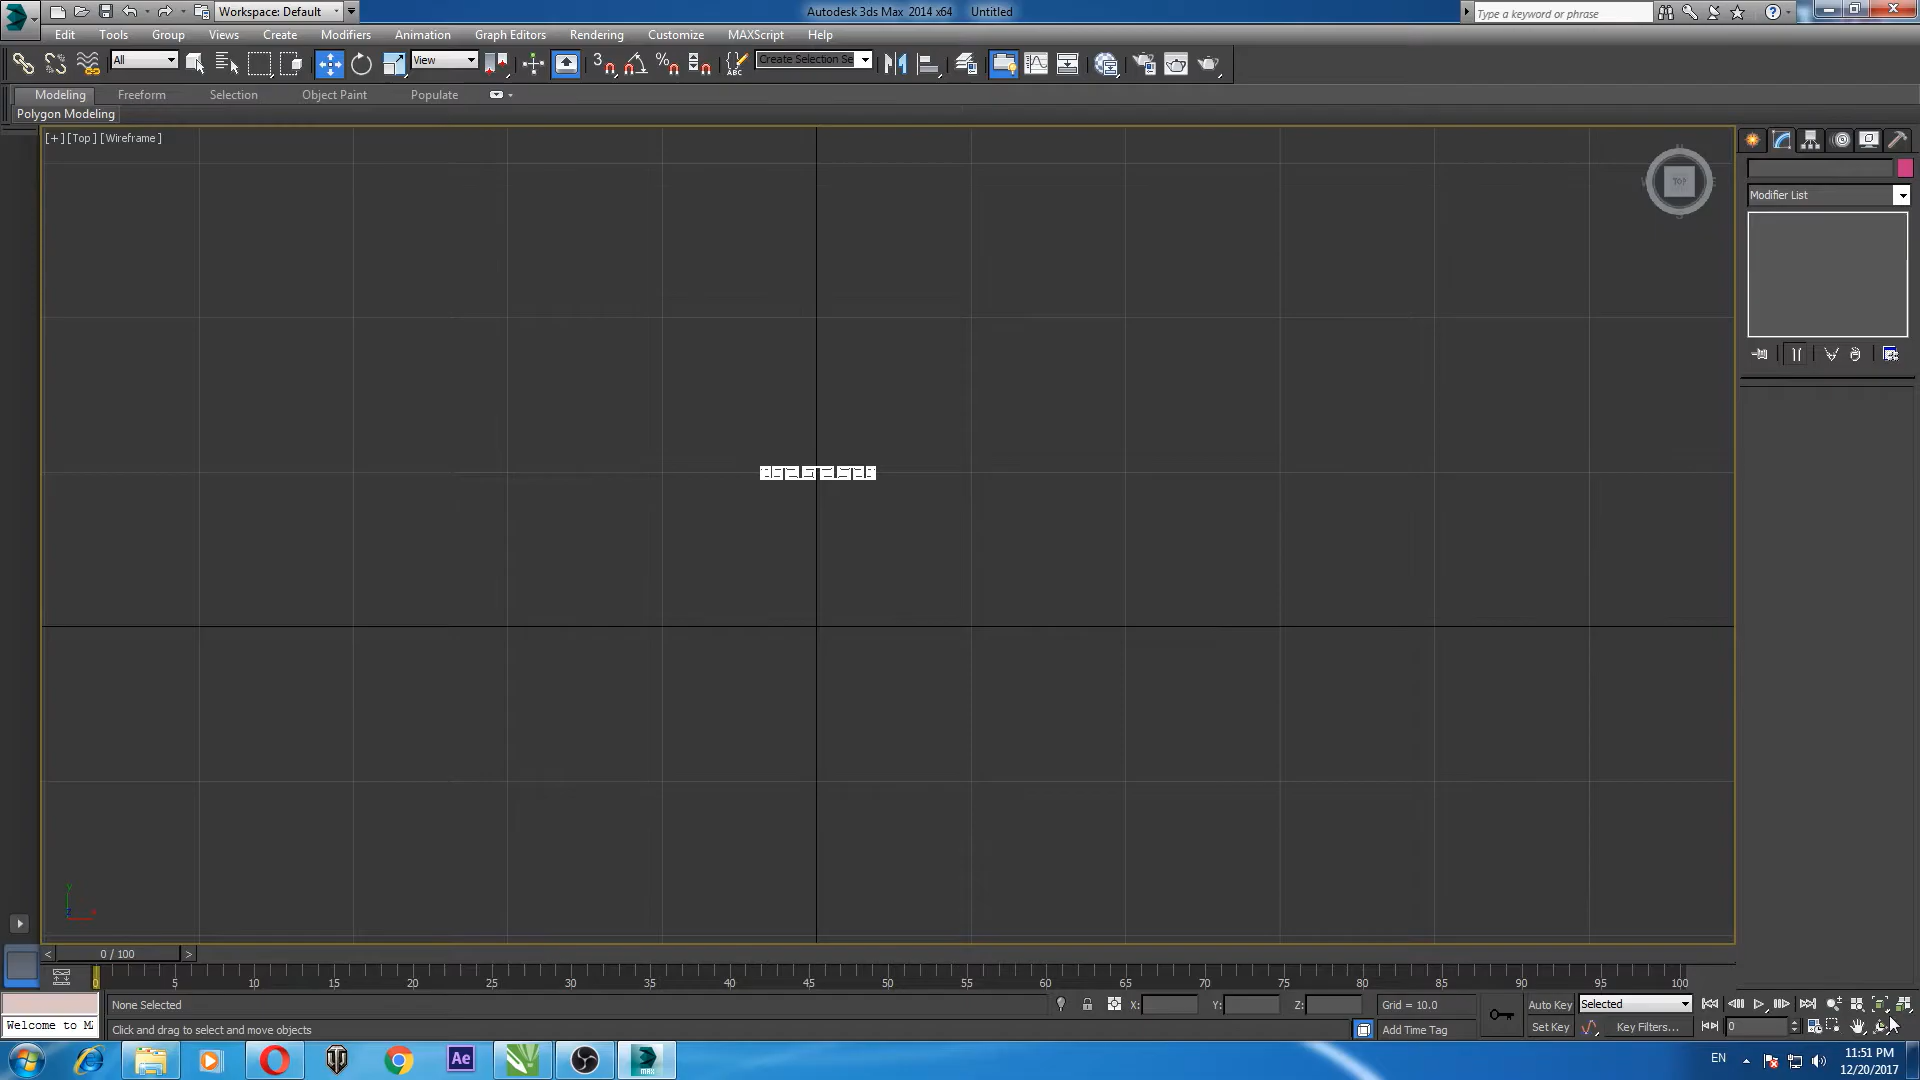 Workspace: Default
Autodesk 3ds Max 2014 x64 Untitled
Type a keyword or phrase
Edit Tools Group Views Create Modifiers Animation Graph Editors Rendering Customize MAXScript Help
All
View
3
%
ABC
Create Selection Se
Modeling Freeform Selection Object Paint Populate
Polygon Modeling
[+] [Top] [Wireframe]
TOP
Modifier List
y
x
z
< 0 / 100 >
0 5 10 15 20 25 30 35 40 45 50 55 60 65 70 75 80 85 90 95 100
None Selected
X: Y: Z: Grid = 10.0
Auto Key Selected
Welcome to M
Click and drag to select and move objects
Add Time Tag
Set Key Key Filters... 0
Ae
MAX
EN
11:51 PM
12/20/2017